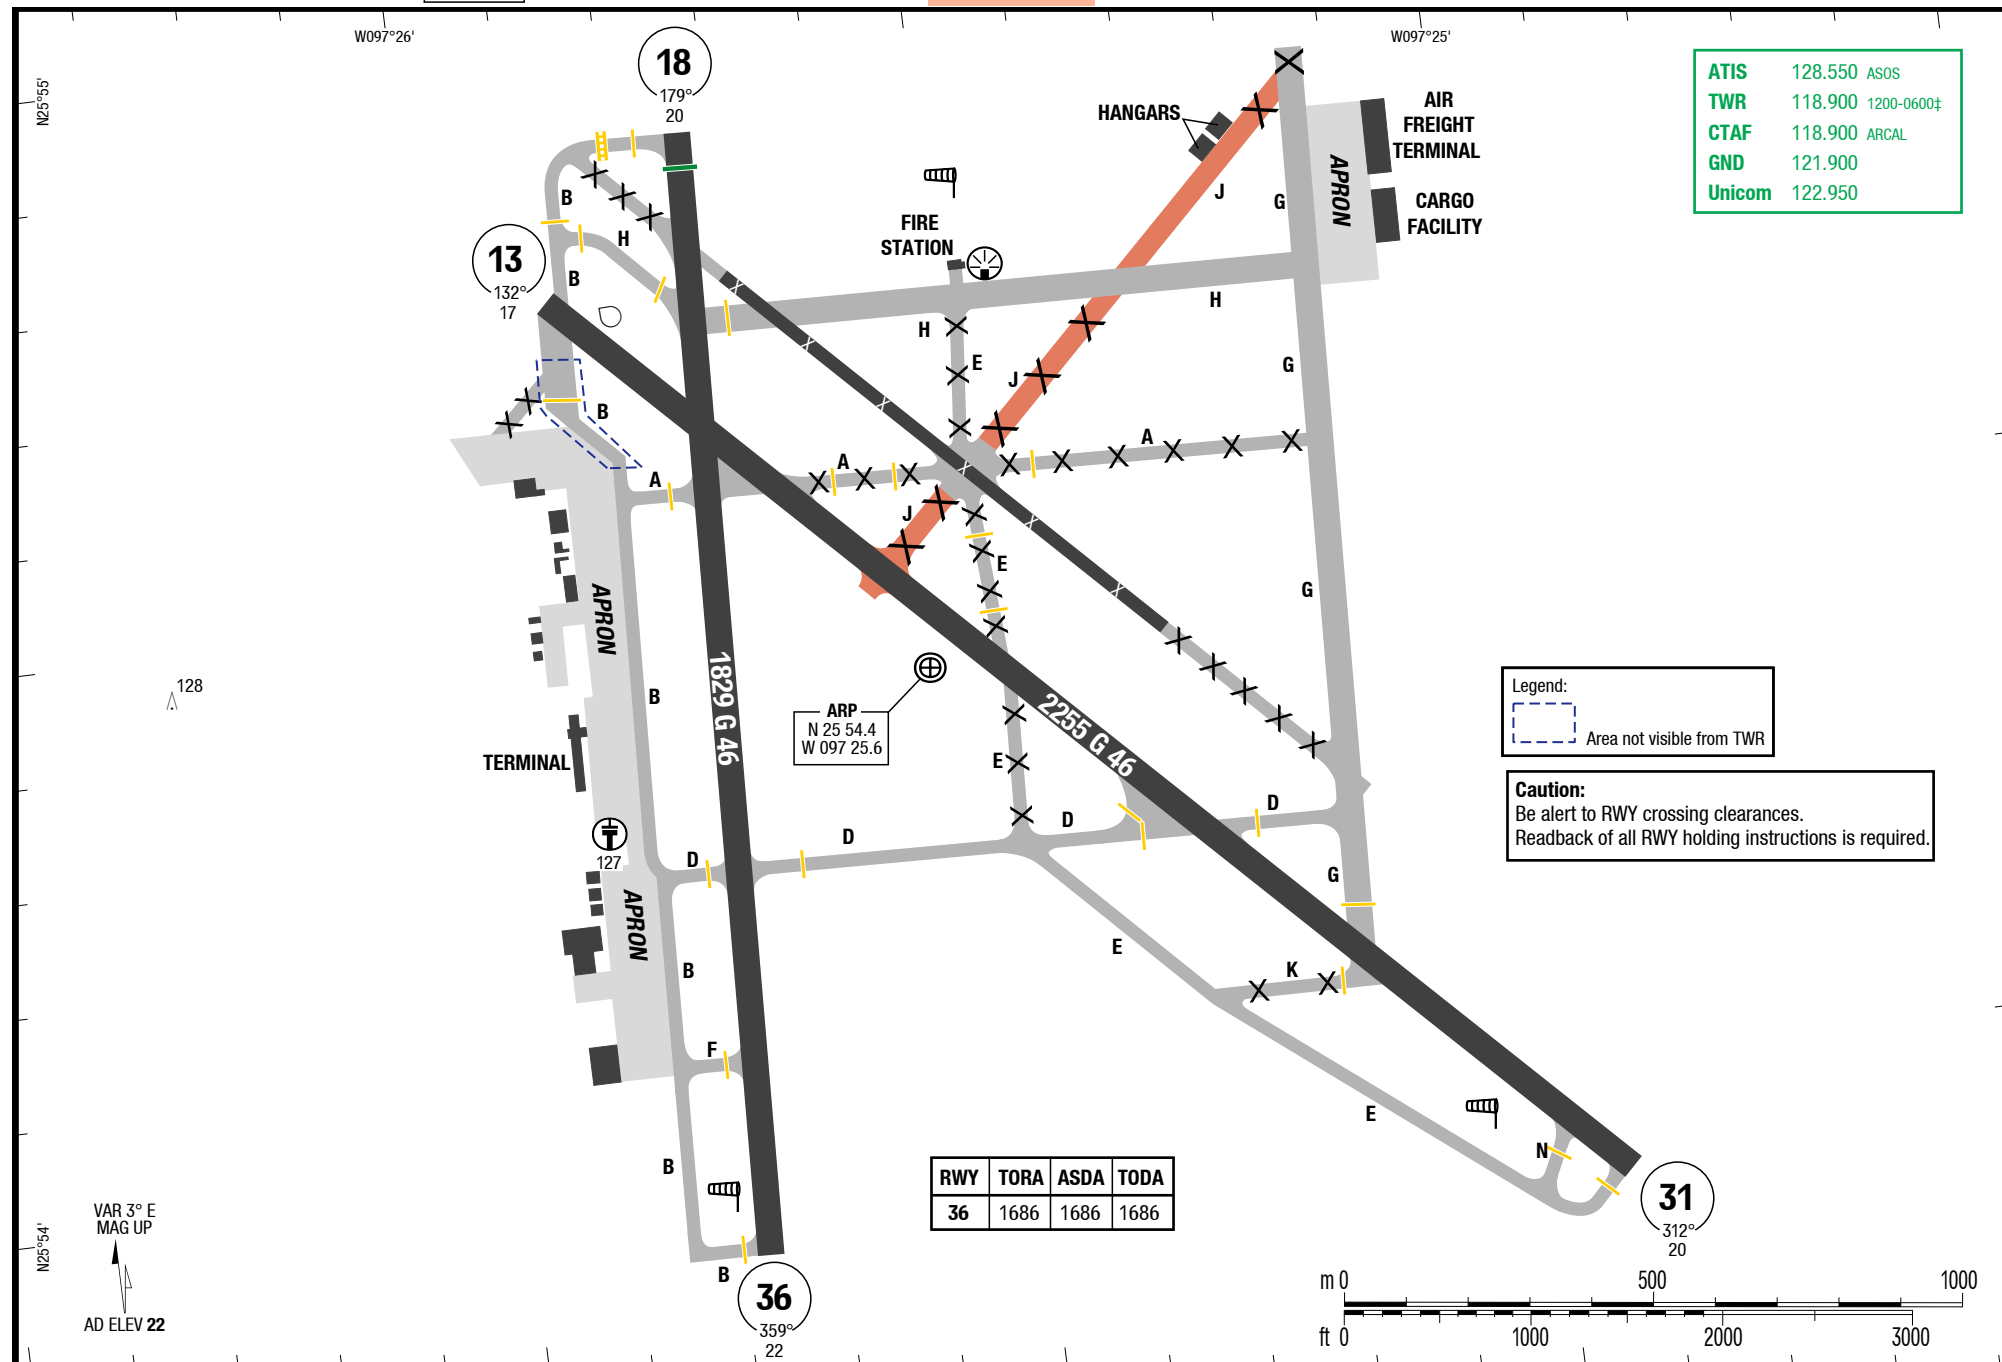 W097°26'
W097°25'
N25°55'
18
179°
20
ATIS 128.550 ASOS
TWR 118.900 1200-0600‡
CTAF 118.900 ARCAL
GND 121.900
Unicom 122.950
HANGARS
AIR
FREIGHT
TERMINAL
APRON
CARGO
FACILITY
J
G
B
H
FIRE
STATION
13
132°
17
B
H
H
E
J
G
B
A
A
A
J
E
G
APRON
B
128
1829 G 46
ARP
N 25 54.4
W 097 25.6
2255 G 46
Legend:
Area not visible from TWR
TERMINAL
E
Caution:
Be alert to RWY crossing clearances.
Readback of all RWY holding instructions is required.
D
D
D
D
127
G
APRON
B
E
K
F
E
N
B
RWY TORA ASDA TODA
36 1686 1686 1686
31
312°
20
VAR 3° E
MAG UP
N25°54'
B
36
359°
22
AD ELEV 22
m 0 500 1000
ft 0 1000 2000 3000